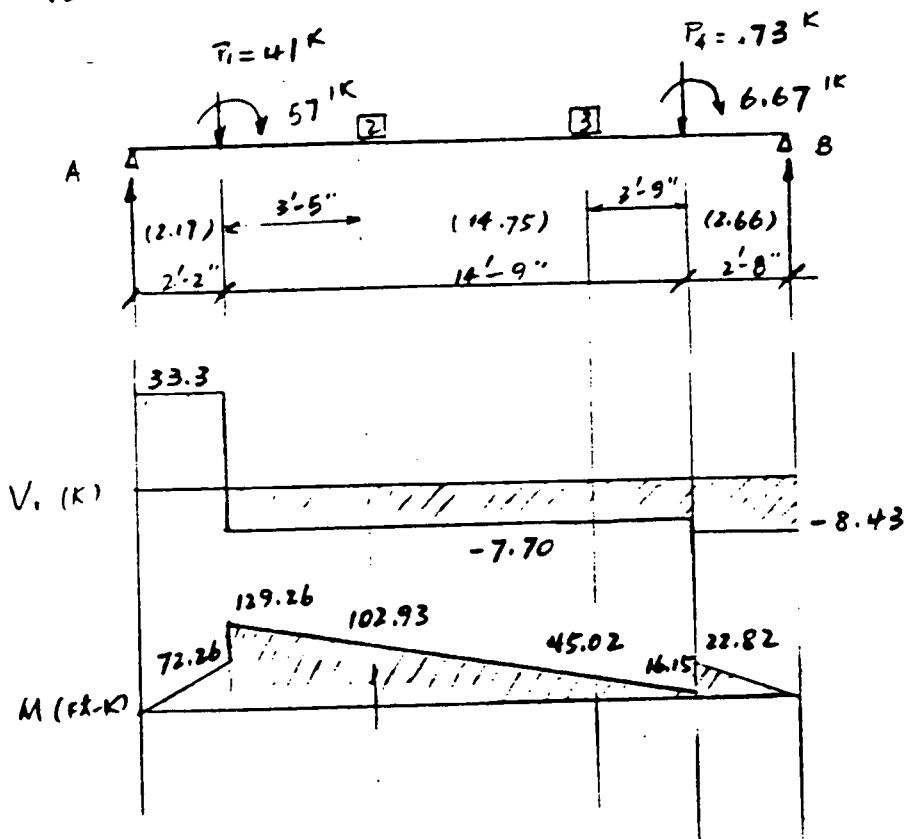 P₁ = 41 K
P₄ = .73 K
57 'K
6.67 'K
2
3
A
B
3'-5"
3'-9"
(2.17)
(14.75)
(2.66)
2'-2"
14'-9"
2'-8"
33.3
V. (K)
-7.70
-8.43
129.26
102.93
72.26
45.02
16.15
22.82
M (Ft-K)